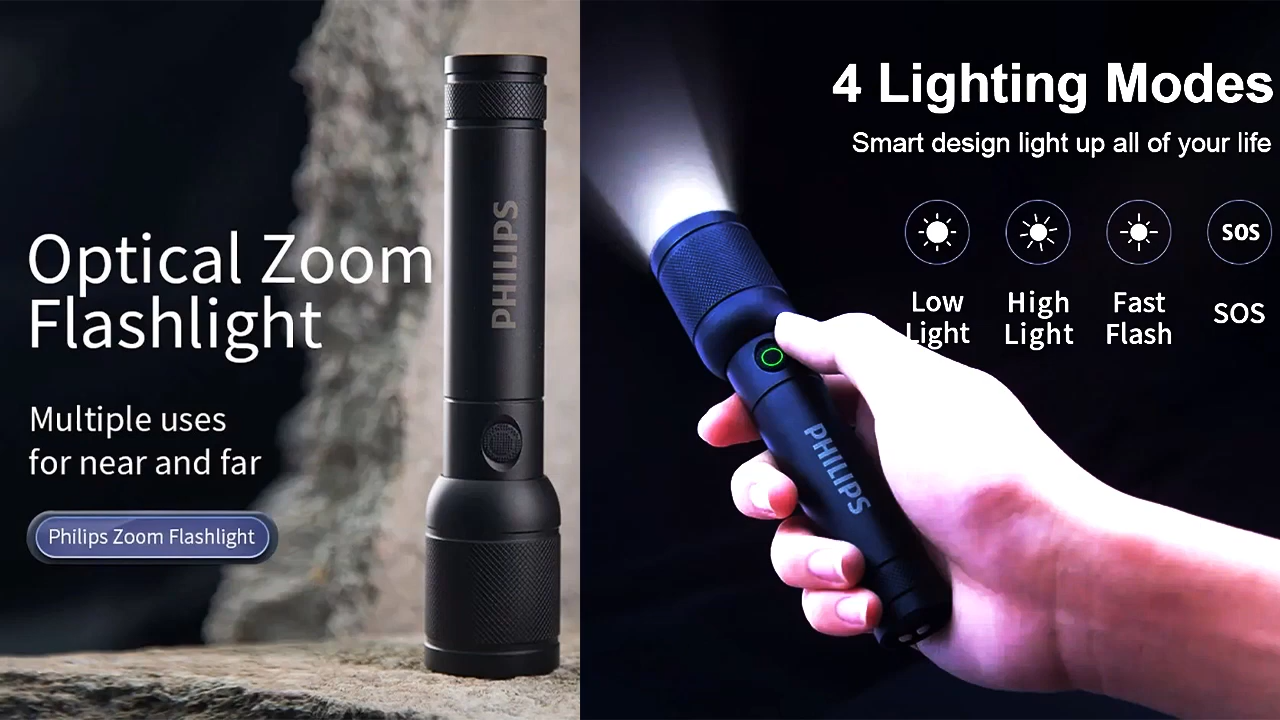 Optical Zoom
Flashlight
Multiple uses
for near and far
Philips Zoom Flashlight
PHILIPS
4 Lighting Modes
Smart design light up all of your life
SOS
Low
Light
High
Light
Fast
Flash
SOS
PHILIPS